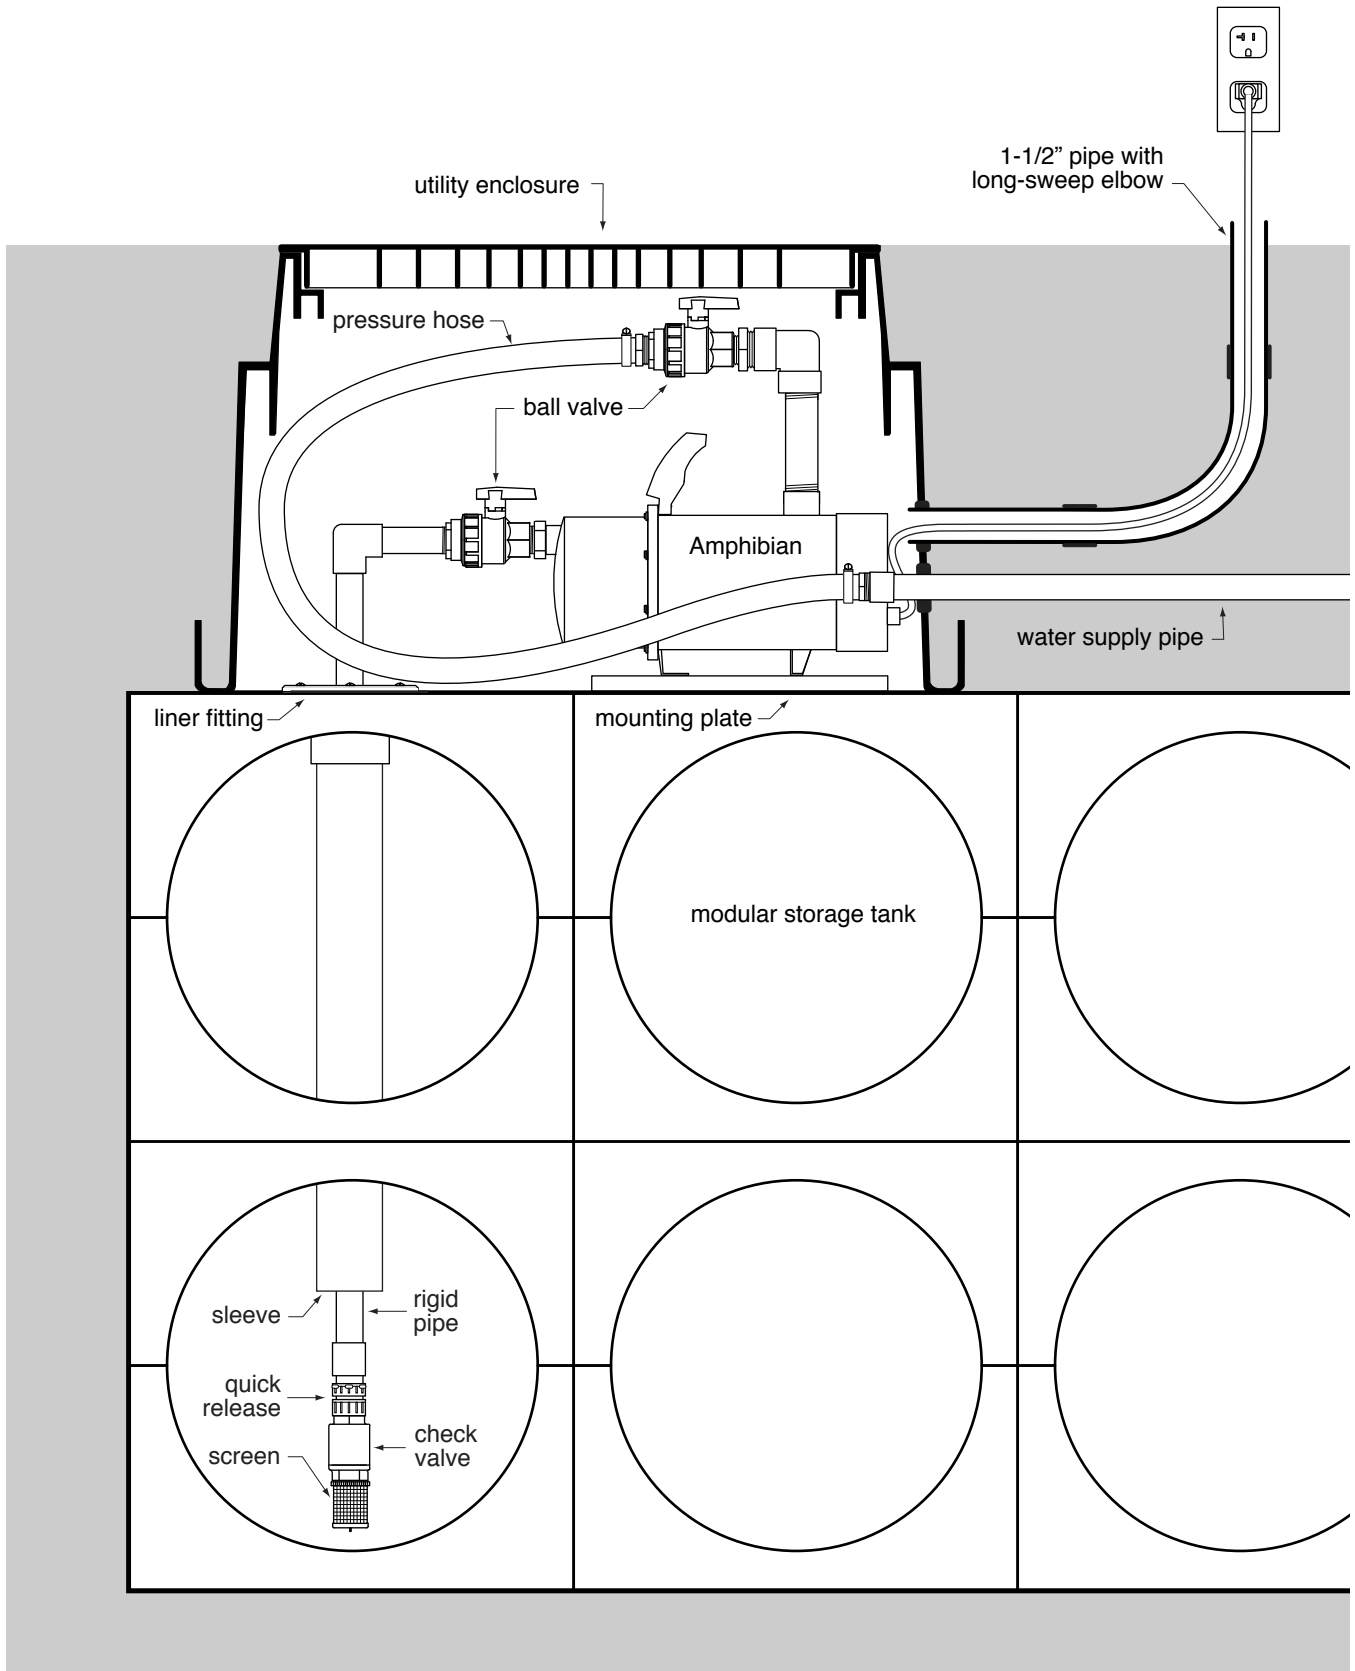 1-1/2” pipe with
long-sweep elbow
utility enclosure
pressure hose
ball valve
Amphibian
water supply pipe
liner fitting
mounting plate
modular storage tank
sleeve
rigid
pipe
quick
release
check
valve
screen